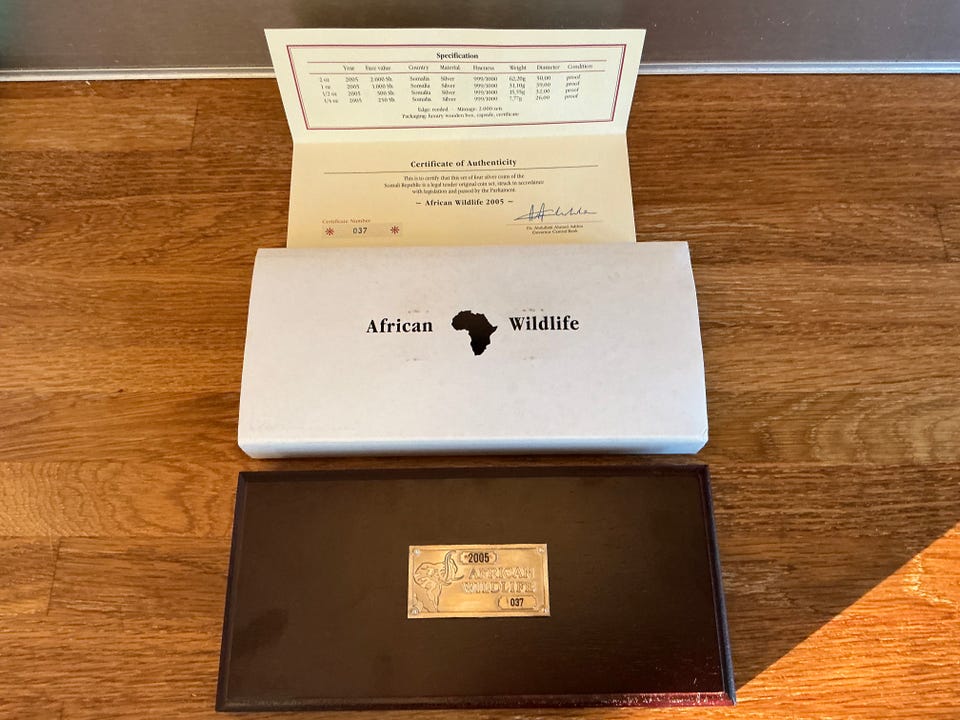 Specification
Year Face value Country Material Fineness Weight Diameter Condition
2 oz 2005 2.000 Sh. Somalia Silver 999/1000 62,20g 50,00 proof
1 oz 2005 1.000 Sh. Somalia Silver 999/1000 31,10g 39,00 proof
1/2 oz 2005 500 Sh. Somalia Silver 999/1000 15,55g 32,00 proof
1/4 oz 2005 250 Sh. Somalia Silver 999/1000 7,77g 26,00 proof
Edge: reeded - Mintage: 2.000 sets
Packaging: luxury wooden box, capsule, certificate
Certificate of Authenticity
This is to certify that this set of four silver coins of the
Somali Republic is a legal tender original coin set, struck in accordance
with legislation and passed by the Parliament.
~ African Wildlife 2005 ~
Certificate Number
037
Governor Central Bank
African Wildlife
2005
AFRICAN
WILDLIFE
037